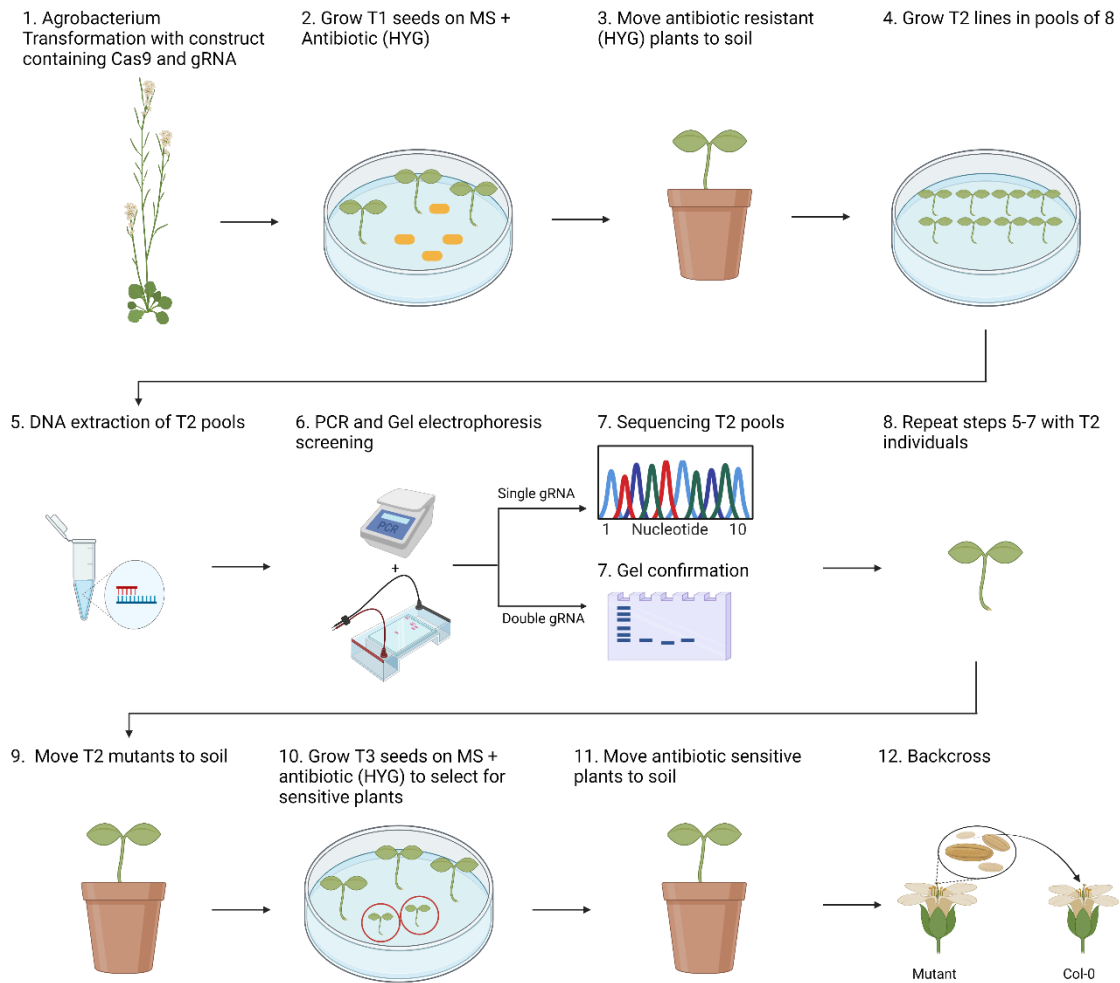 1. Agrobacterium
Transformation with construct
containing Cas9 and gRNA
2. Grow T1 seeds on MS +
Antibiotic (HYG)
3. Move antibiotic resistant
(HYG) plants to soil
4. Grow T2 lines in pools of 8
5. DNA extraction of T2 pools
6. PCR and Gel electrophoresis
screening
PCR
+
Single gRNA
Double gRNA
7. Sequencing T2 pools
1 Nucleotide 10
7. Gel confirmation
8. Repeat steps 5-7 with T2
individuals
9. Move T2 mutants to soil
10. Grow T3 seeds on MS +
antibiotic (HYG) to select for
sensitive plants
11. Move antibiotic sensitive
plants to soil
12. Backcross
Mutant
Col-0